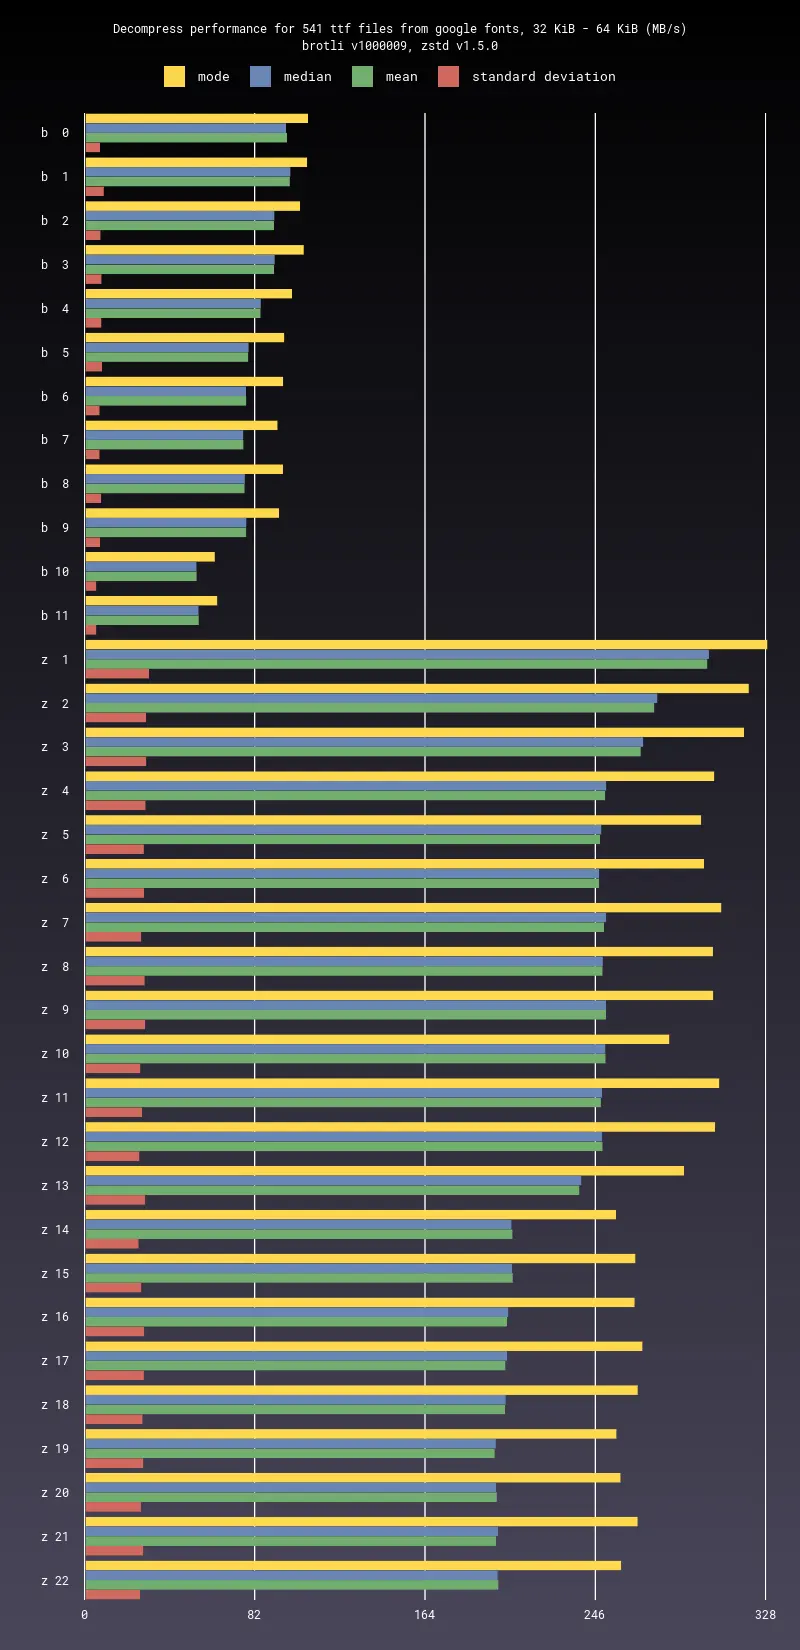 Decompress performance for 541 ttf files from google fonts, 32 KiB - 64 KiB (MB/s)
brotli v1000009, zstd v1.5.0
mode median mean standard deviation
b 0
b 1
b 2
b 3
b 4
b 5
b 6
b 7
b 8
b 9
b 10
b 11
z 1
z 2
z 3
z 4
z 5
z 6
z 7
z 8
z 9
z 10
z 11
z 12
z 13
z 14
z 15
z 16
z 17
z 18
z 19
z 20
z 21
z 22
0 82 164 246 328